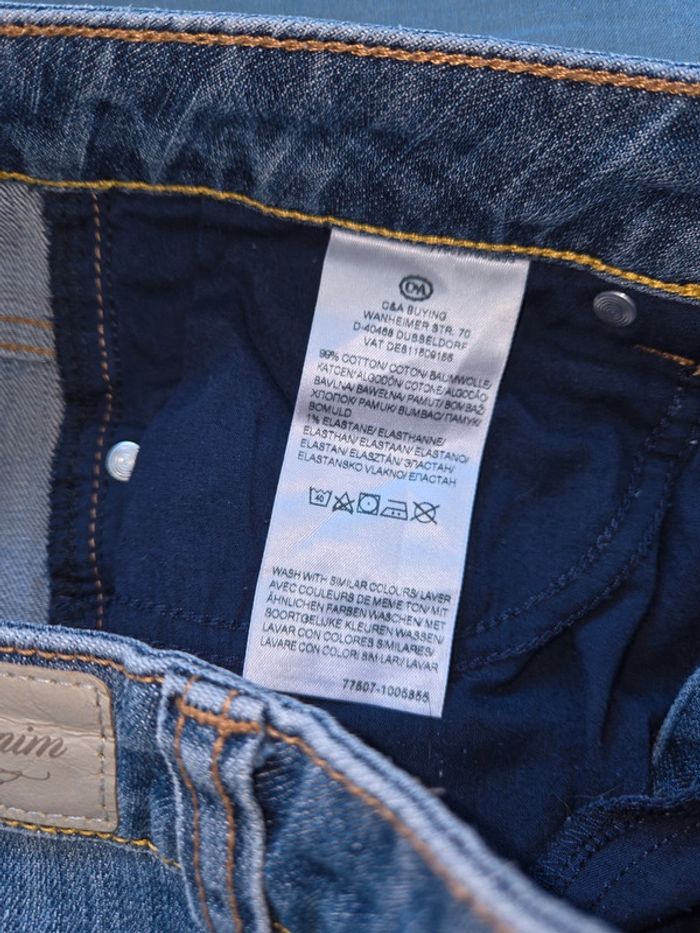 C&A
C&A BUYING
WANHEIMER STR. 70
D-40468 DUSSELDORF
VAT DE811809155
99% COTTON/ COTON/ BAUMWOLLE/
KATOEN/ ALGODÓN/ COTONE/ ALGODÃO/
BAVLNA/ BAWEŁNA/ PAMUT/ BOMBAŽ/
ХЛОПОК/ PAMUK/ BUMBAC/ ПАМУК/
BOMULD
1% ELASTANE/ ELASTHANNE/
ELASTHAN/ ELASTAAN/ ELASTANO/
ELASTAN/ ELASZTÁN/ ЭЛАСТАН/
ELASTANSKO VLAKNO/ ЕЛАСТАН
40
WASH WITH SIMILAR COLOURS/ LAVER
AVEC COULEURS DE MEME TON/ MIT
ÄHNLICHEN FARBEN WASCHEN/ MET
SOORTGELIJKE KLEUREN WASSEN/
LAVAR CON COLORES SIMILARES/
LAVARE CON COLORI SIMILARI/ LAVAR
77507-1005855